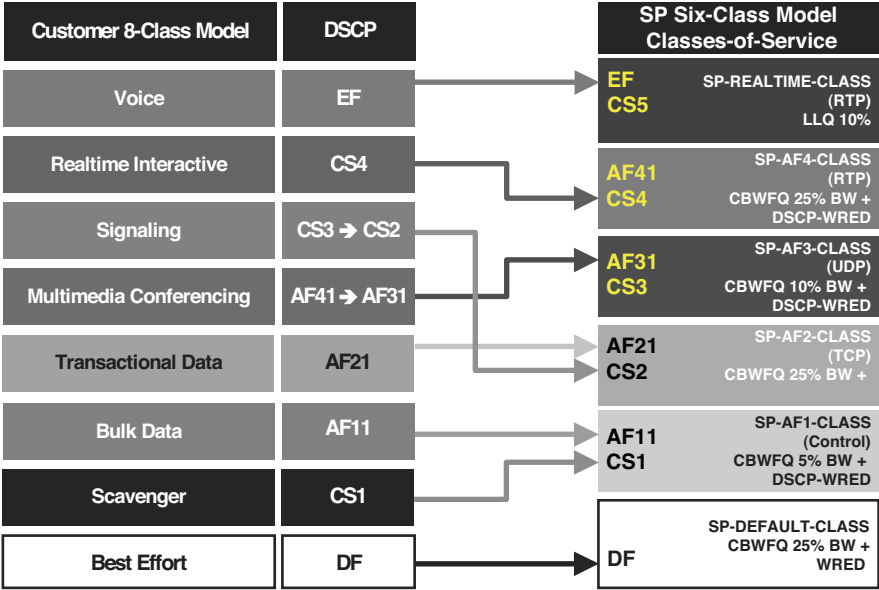 Customer 8-Class Model
DSCP
SP Six-Class Model
Classes-of-Service
Voice
EF
EF
CS5
SP-REALTIME-CLASS
(RTP)
LLQ 10%
Realtime Interactive
CS4
AF41
CS4
SP-AF4-CLASS
(RTP)
CBWFQ 25% BW +
DSCP-WRED
Signaling
CS3 → CS2
Multimedia Conferencing
AF41 → AF31
AF31
CS3
SP-AF3-CLASS
(UDP)
CBWFQ 10% BW +
DSCP-WRED
Transactional Data
AF21
AF21
CS2
SP-AF2-CLASS
(TCP)
CBWFQ 25% BW +
Bulk Data
AF11
AF11
CS1
SP-AF1-CLASS
(Control)
CBWFQ 5% BW +
DSCP-WRED
Scavenger
CS1
Best Effort
DF
DF
SP-DEFAULT-CLASS
CBWFQ 25% BW +
WRED